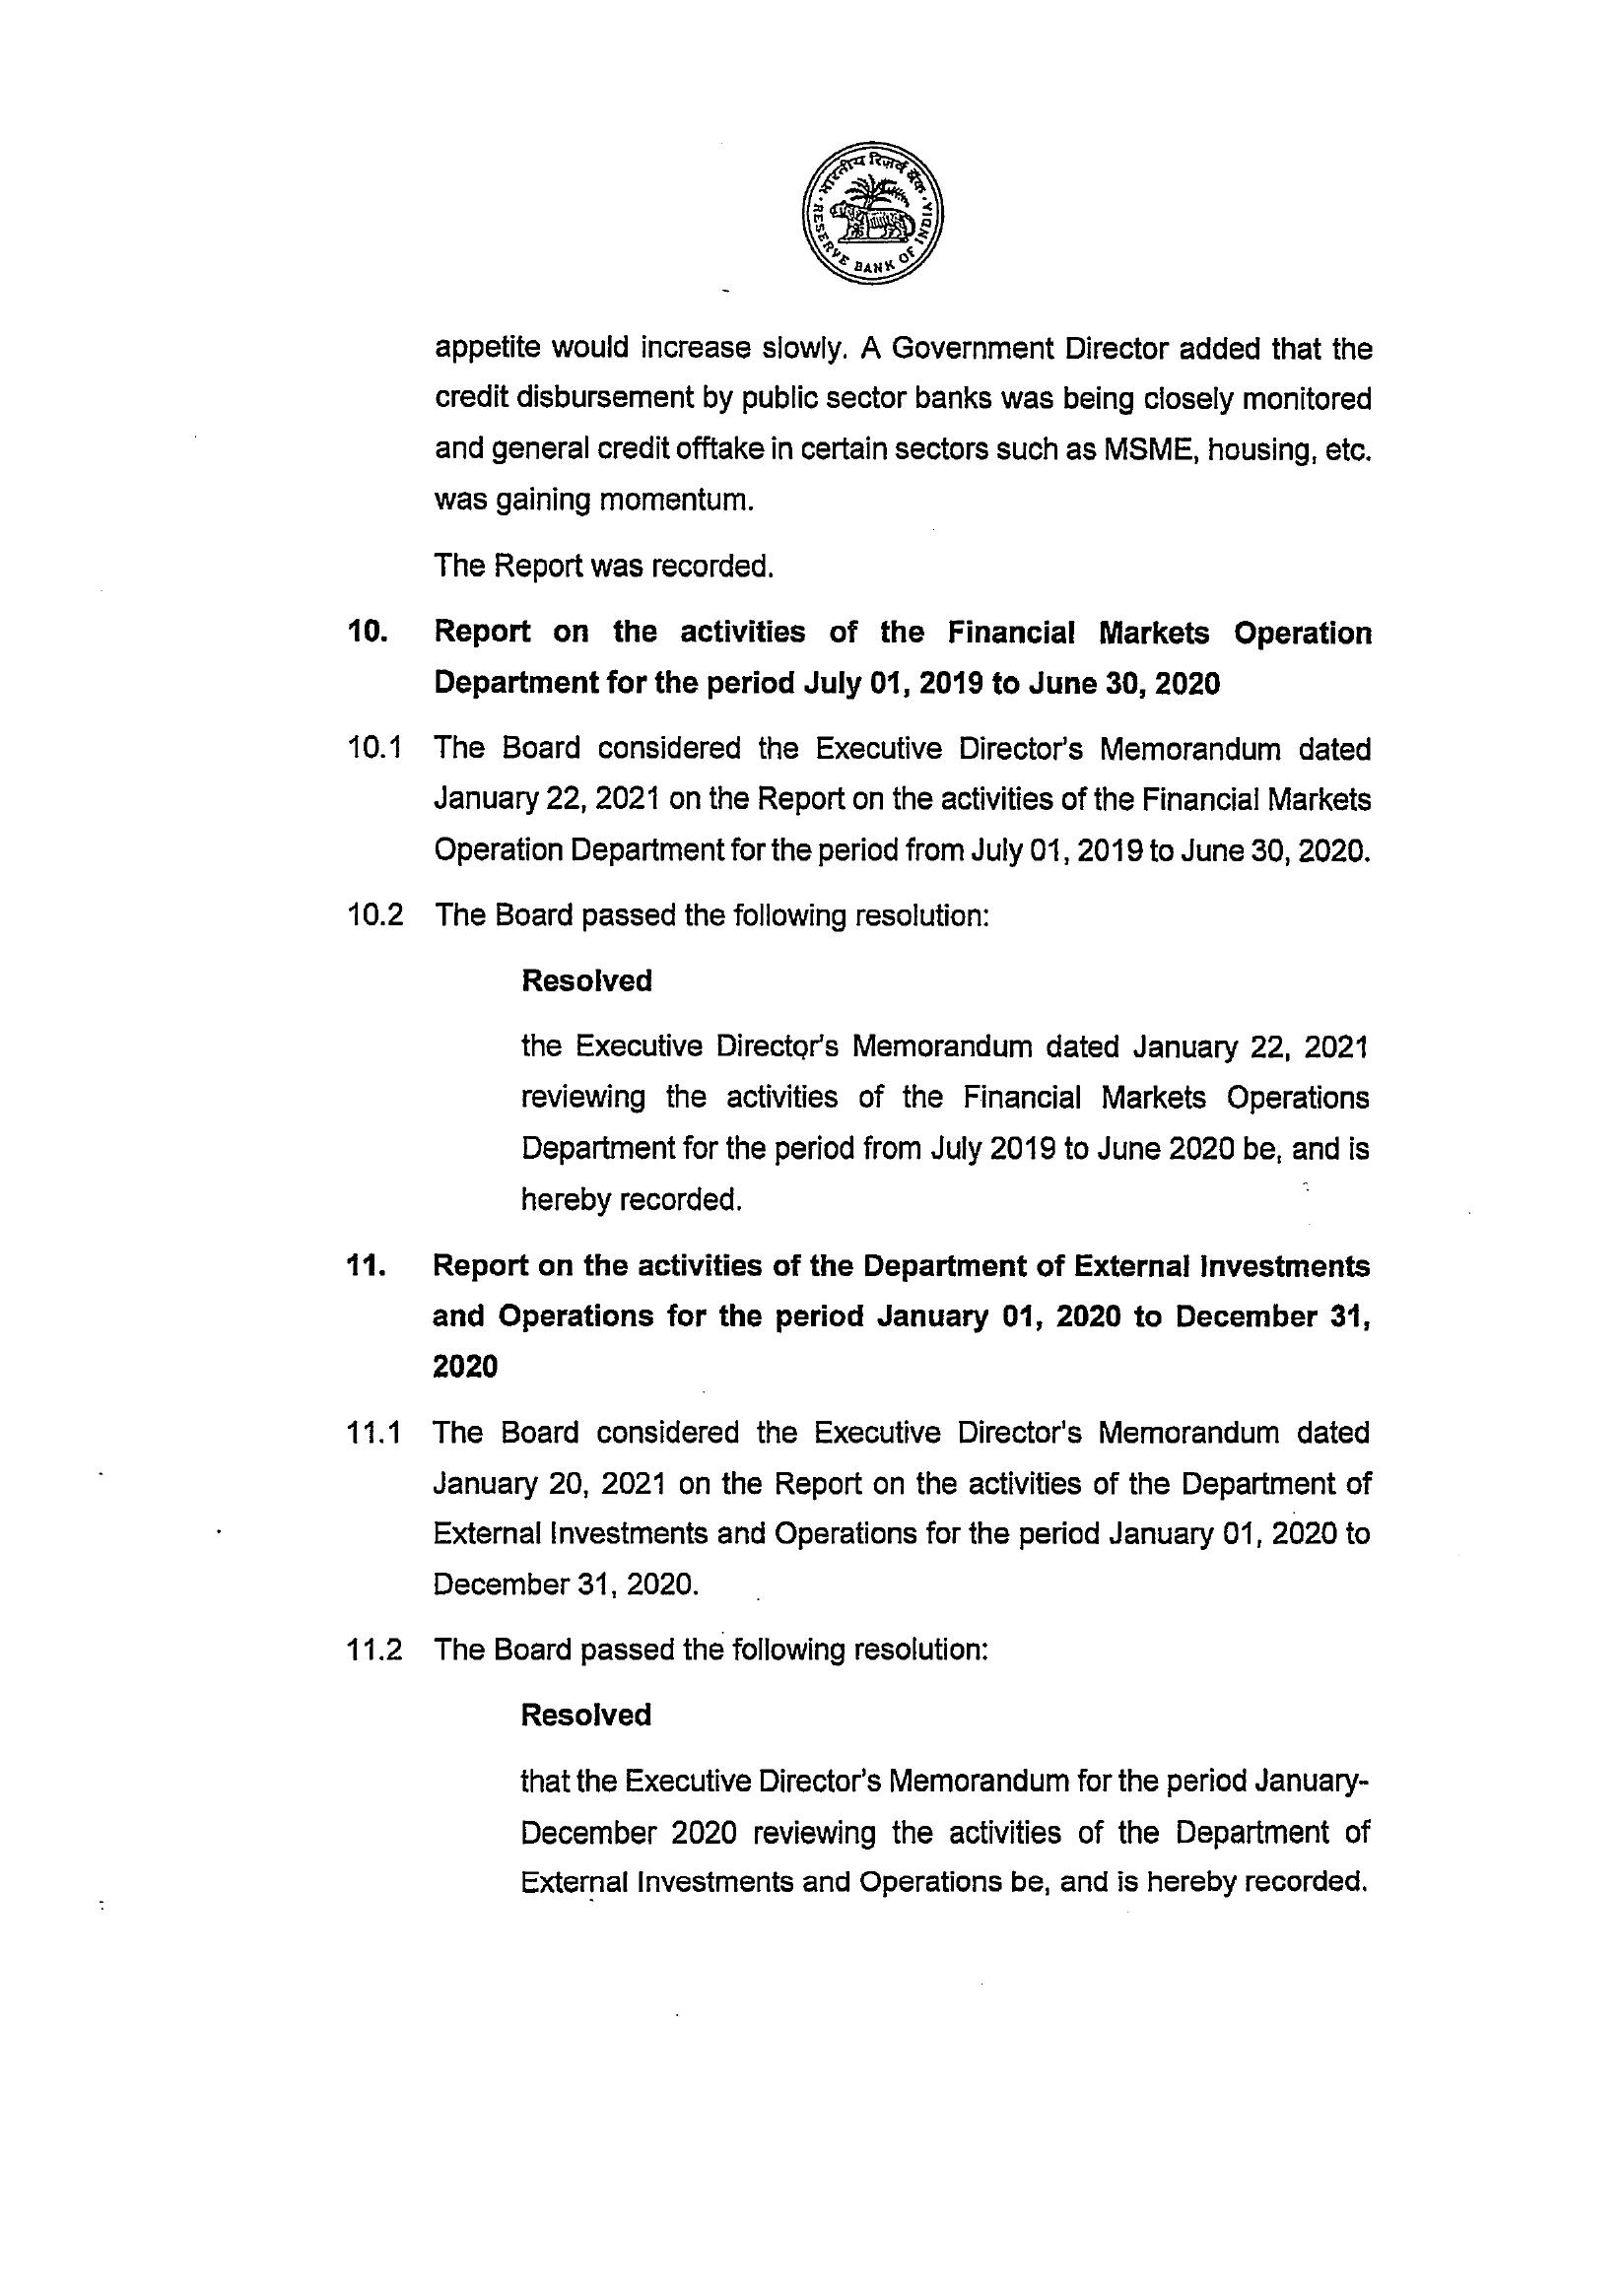 भारतीय रिज़र्व बैंक
RESERVE BANK OF INDIA
appetite would increase slowly. A Government Director added that the
credit disbursement by public sector banks was being closely monitored
and general credit offtake in certain sectors such as MSME, housing, etc.
was gaining momentum.
The Report was recorded.
10. Report on the activities of the Financial Markets Operation
Department for the period July 01, 2019 to June 30, 2020
10.1 The Board considered the Executive Director's Memorandum dated
January 22, 2021 on the Report on the activities of the Financial Markets
Operation Department for the period from July 01, 2019 to June 30, 2020.
10.2 The Board passed the following resolution:
Resolved
the Executive Director's Memorandum dated January 22, 2021
reviewing the activities of the Financial Markets Operations
Department for the period from July 2019 to June 2020 be, and is
hereby recorded.
11. Report on the activities of the Department of External Investments
and Operations for the period January 01, 2020 to December 31,
2020
11.1 The Board considered the Executive Director's Memorandum dated
January 20, 2021 on the Report on the activities of the Department of
External Investments and Operations for the period January 01, 2020 to
December 31, 2020.
11.2 The Board passed the following resolution:
Resolved
that the Executive Director's Memorandum for the period January-
December 2020 reviewing the activities of the Department of
External Investments and Operations be, and is hereby recorded.